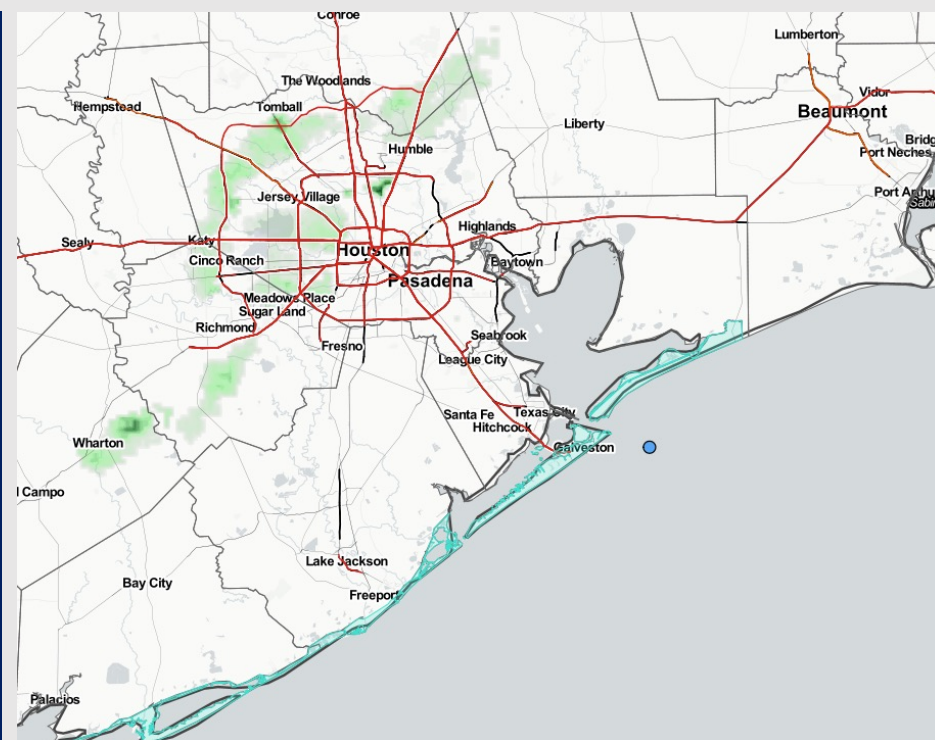 Conroe
Lumberton
The Woodlands
Hempstead
Tomball
Vidor
Beaumont
Liberty
Bridg
Humble
Port Neches
Jersey Village
Port Arthu
Sabi
Highlands
Sealy
Katy
Houston
Cinco Ranch
Baytown
Pasadena
Meadows Place
Sugar Land
Richmond
Seabrook
Fresno
League City
Santa Fe
Texas City
Hitchcock
Wharton
Galveston
l Campo
Lake Jackson
Bay City
Freeport
Palacios